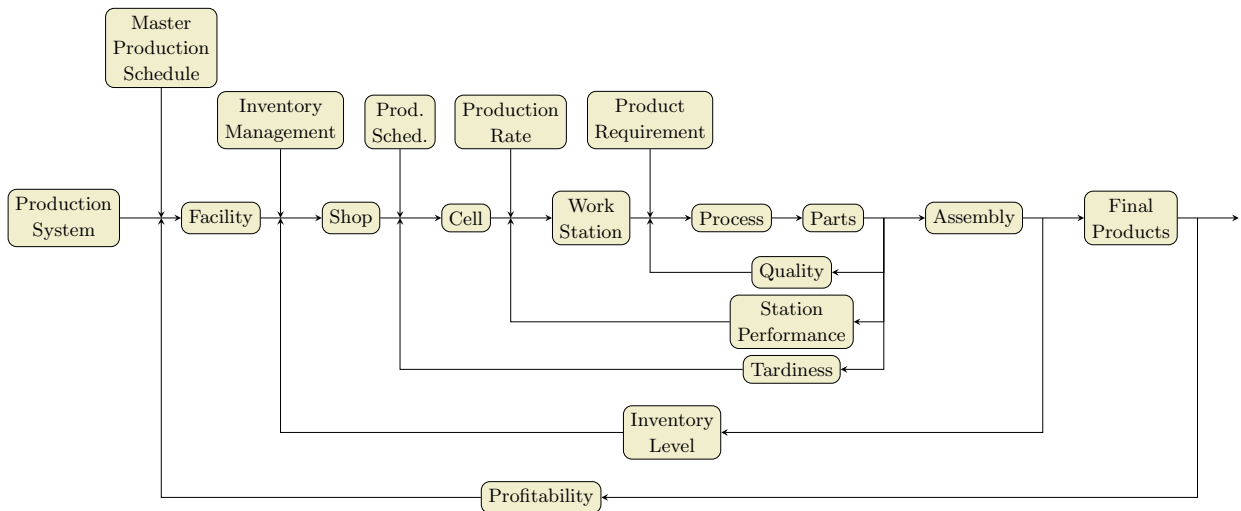 Master
Production
Schedule
Inventory
Management
Prod.
Sched.
Production
Rate
Product
Requirement
Production
System
Facility
Shop
Cell
Work
Station
Process
Parts
Assembly
Final
Products
Quality
Station
Performance
Tardiness
Inventory
Level
Profitability